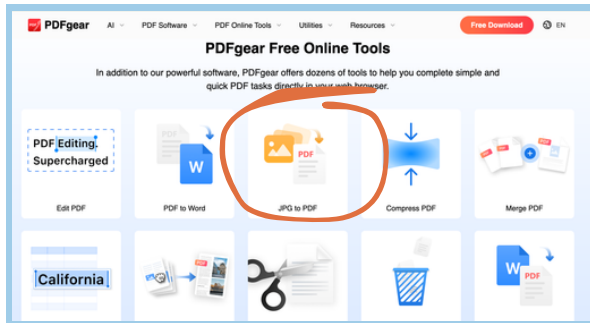 PDFgear AI PDF Software PDF Online Tools Utilities Resources Free Download EN
PDFgear Free Online Tools
In addition to our powerful software, PDFgear offers dozens of tools to help you complete simple and
quick PDF tasks directly in your web browser.
PDF Editing.
Supercharged
PDF
W
PDF
Edit PDF
PDF to Word
JPG to PDF
Compress PDF
Merge PDF
California
W
PDF